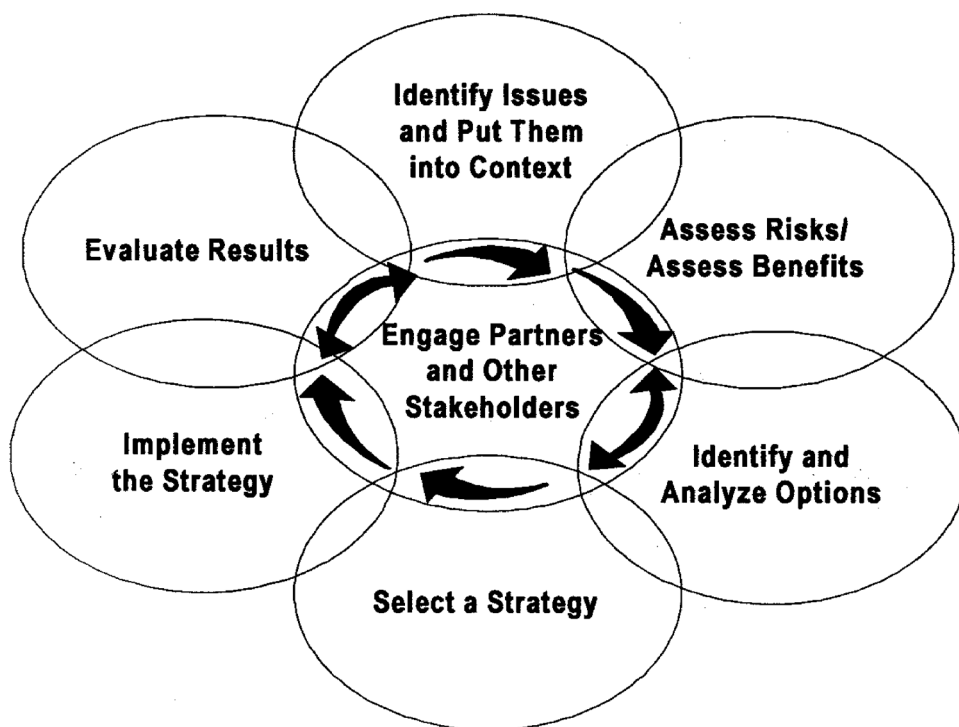 Identify Issues
and Put Them
into Context
Assess Risks/
Assess Benefits
Identify and
Analyze Options
Select a Strategy
Implement
the Strategy
Evaluate Results
Engage Partners
and Other
Stakeholders